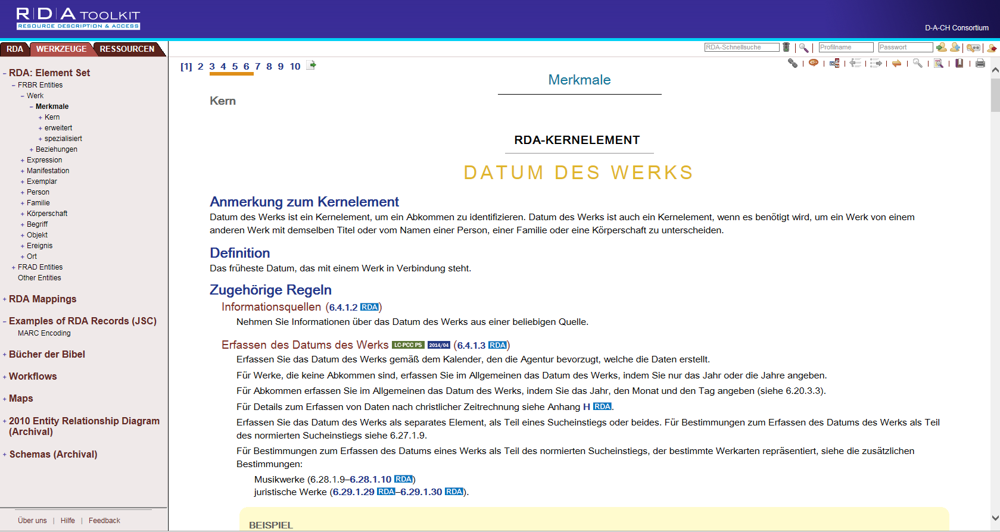 R|D|A TOOLKIT
RESOURCE DESCRIPTION & ACCESS
D-A-CH Consortium
RDA WERKZEUGE RESSOURCEN
RDA-Schnellsuche Profilname Passwort
– RDA: Element Set
– FRBR Entities
– Werk
– Merkmale
+ Kern
+ erweitert
+ spezialisiert
+ Beziehungen
+ Expression
+ Manifestation
+ Exemplar
+ Person
+ Familie
+ Körperschaft
+ Begriff
+ Objekt
+ Ereignis
+ Ort
+ FRAD Entities
Other Entities
+ RDA Mappings
– Examples of RDA Records (JSC)
MARC Encoding
+ Bücher der Bibel
+ Workflows
+ Maps
+ 2010 Entity Relationship Diagram
(Archival)
+ Schemas (Archival)
Über uns | Hilfe | Feedback
[1] 2 3 4 5 6 7 8 9 10
Merkmale
Kern
RDA-KERNELEMENT
DATUM DES WERKS
Anmerkung zum Kernelement
Datum des Werks ist ein Kernelement, um ein Abkommen zu identifizieren. Datum des Werks ist auch ein Kernelement, wenn es benötigt wird, um ein Werk von einem
anderen Werk mit demselben Titel oder vom Namen einer Person, einer Familie oder eine Körperschaft zu unterscheiden.
Definition
Das früheste Datum, das mit einem Werk in Verbindung steht.
Zugehörige Regeln
Informationsquellen (6.4.1.2 RDA)
Nehmen Sie Informationen über das Datum des Werks aus einer beliebigen Quelle.
Erfassen des Datums des Werks LC-PCC PS 2014/04 (6.4.1.3 RDA)
Erfassen Sie das Datum des Werks gemäß dem Kalender, den die Agentur bevorzugt, welche die Daten erstellt.
Für Werke, die keine Abkommen sind, erfassen Sie im Allgemeinen das Datum des Werks, indem Sie nur das Jahr oder die Jahre angeben.
Für Abkommen erfassen Sie im Allgemeinen das Datum des Werks, indem Sie das Jahr, den Monat und den Tag angeben (siehe 6.20.3.3).
Für Details zum Erfassen von Daten nach christlicher Zeitrechnung siehe Anhang H RDA.
Erfassen Sie das Datum des Werks als separates Element, als Teil eines Sucheinstiegs oder beides. Für Bestimmungen zum Erfassen des Datums des Werks als Teil
des normierten Sucheinstiegs siehe 6.27.1.9.
Für Bestimmungen zum Erfassen des Datums eines Werks als Teil des normierten Sucheinstiegs, der bestimmte Werkarten repräsentiert, siehe die zusätzlichen
Bestimmungen:
Musikwerke (6.28.1.9–6.28.1.10 RDA)
juristische Werke (6.29.1.29 RDA–6.29.1.30 RDA).
BEISPIEL